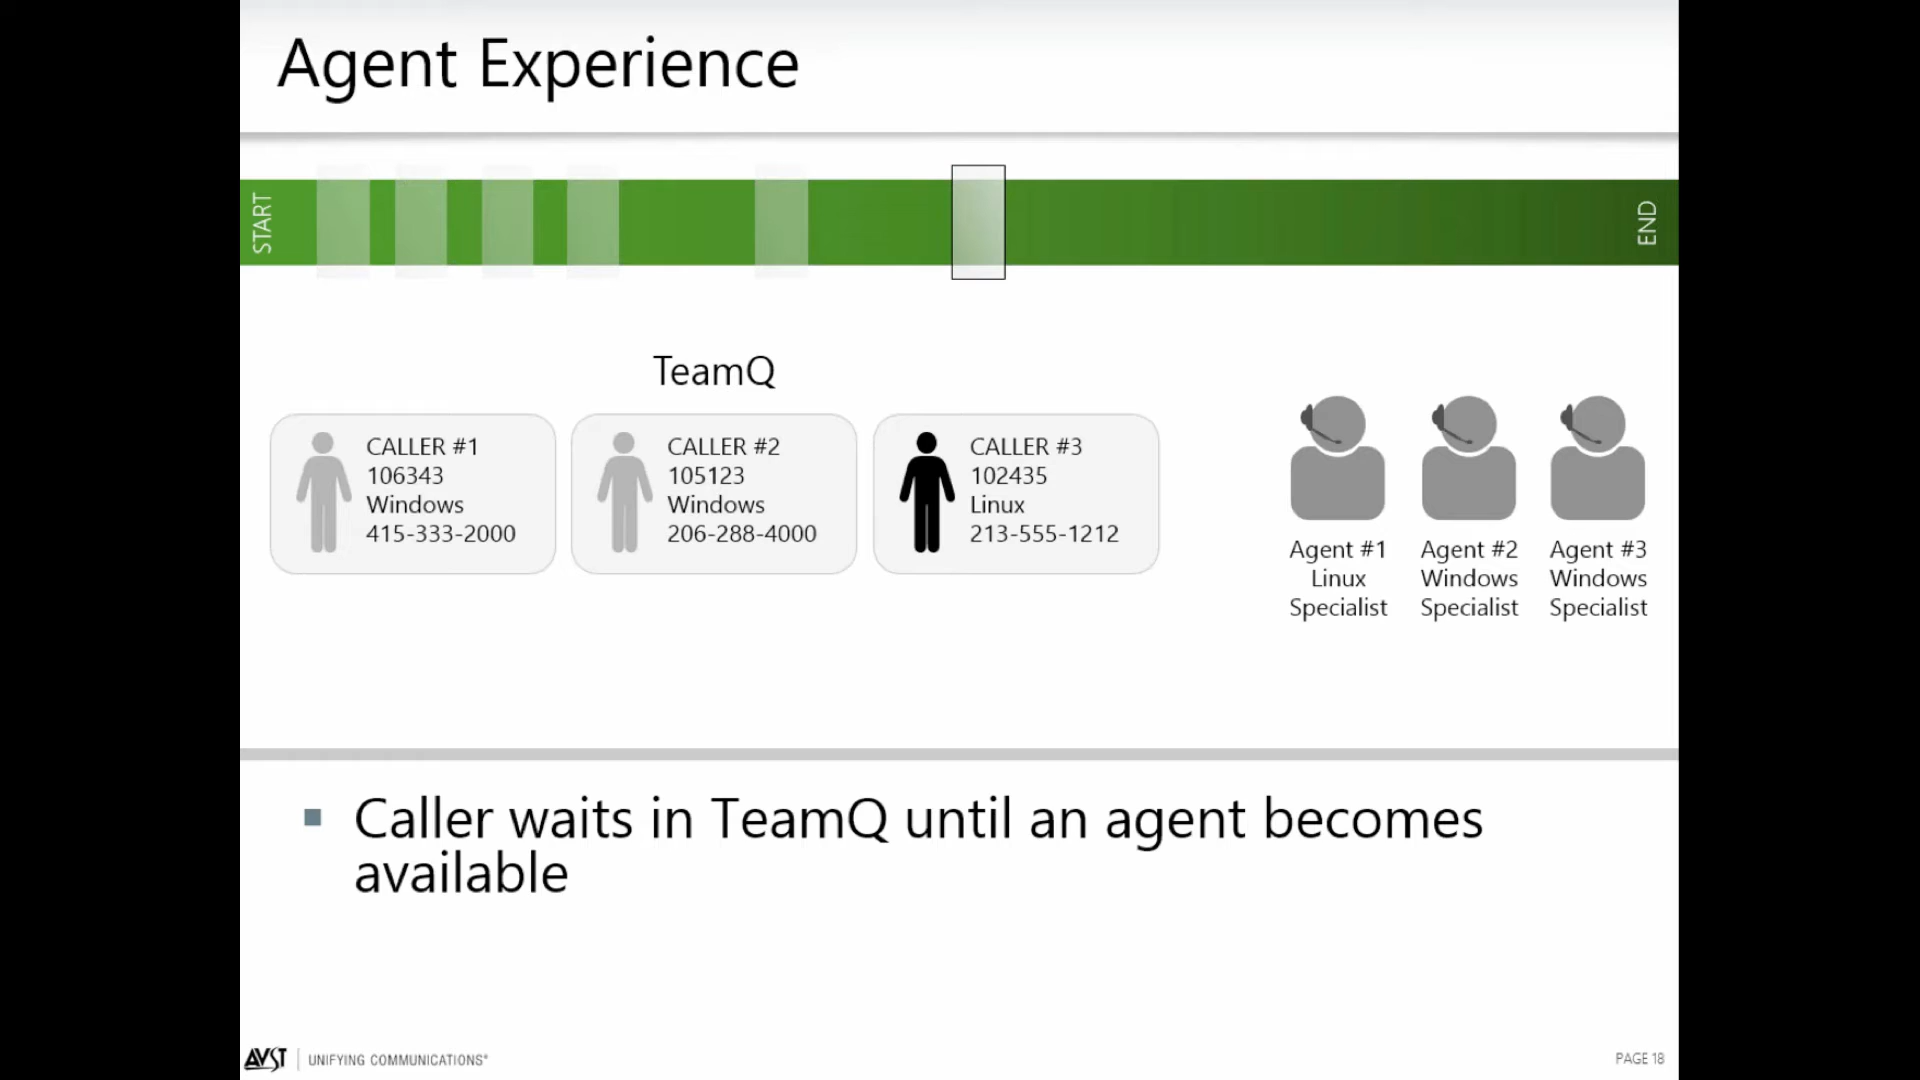 Agent Experience
START
END
TeamQ
CALLER #1
106343
Windows
415-333-2000
CALLER #2
105123
Windows
206-288-4000
CALLER #3
102435
Linux
213-555-1212
Agent #1
Linux
Specialist
Agent #2
Windows
Specialist
Agent #3
Windows
Specialist
Caller waits in TeamQ until an agent becomes
available
AVST
UNIFYING COMMUNICATIONS®
PAGE 18